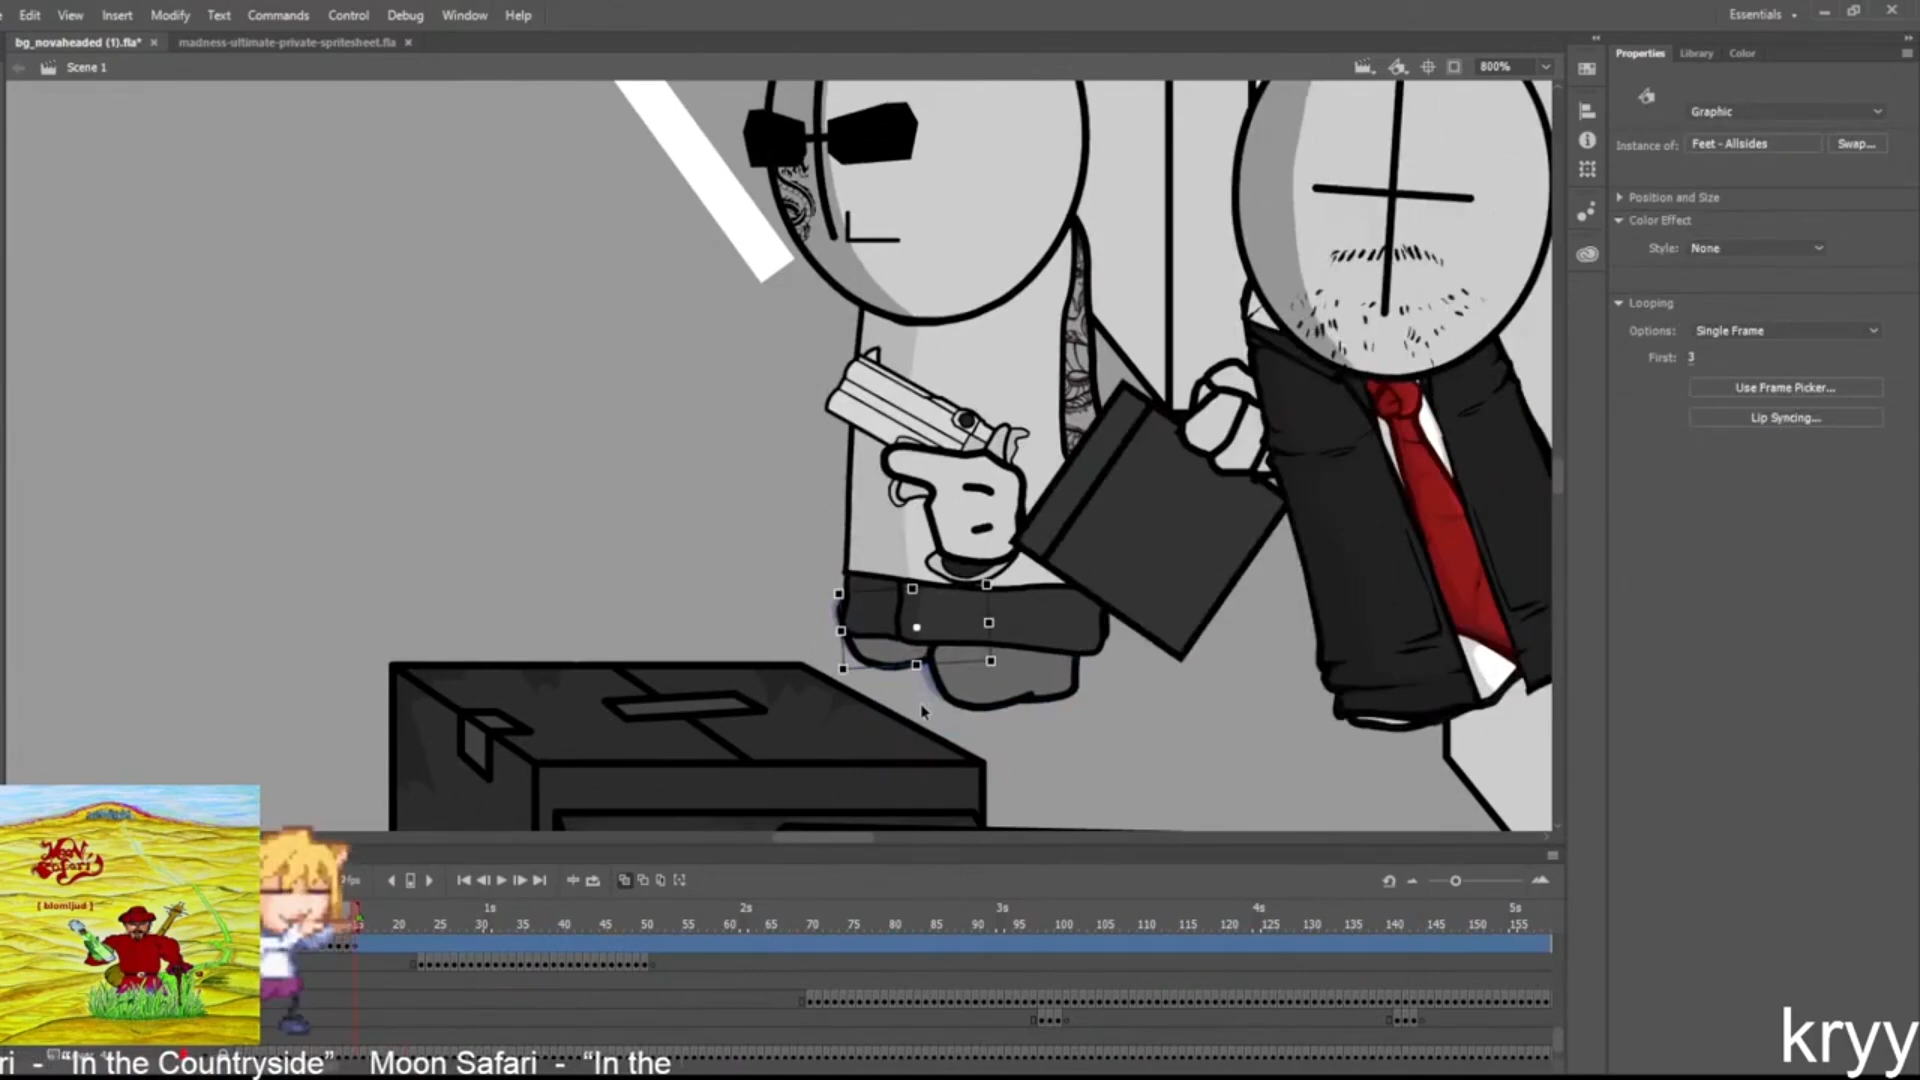 Edit View Insert Modify Text Commands Control Debug Window Help Essentials
bg_novaheaded (1).fla* × madness-ultimate-private-spritesheet.fla ×
Scene 1
800%
Properties Library Color
Graphic
Instance of: Feet - Allsides Swap...
Position and Size
Color Effect
Style: None
Looping
Options: Single Frame
First: 3
Use Frame Picker...
Lip Syncing...
Moon Safari
[ blomljud ]
1s 2s 3s 4s 5s
20 25 30 35 40 45 50 55 60 65 70 75 80 85 90 95 100 105 110 115 120 125 130 135 140 145 150 155
ri - “In the Countryside” Moon Safari - “In the
kryy